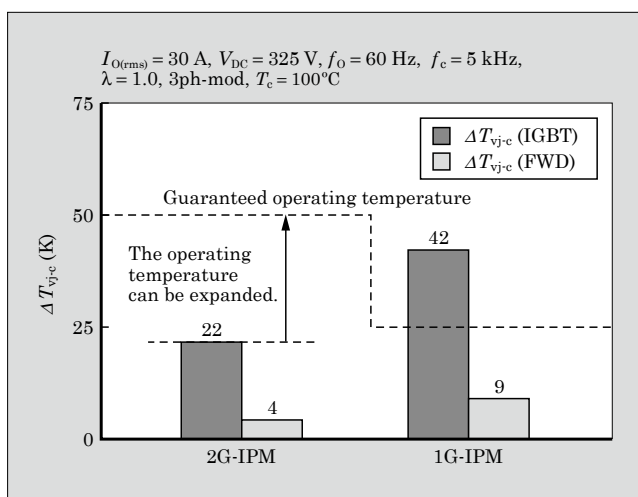 I_O(rms) = 30 A, V_DC = 325 V, f_O = 60 Hz, f_c = 5 kHz,
λ = 1.0, 3ph-mod, T_c = 100°C
75
50
25
0
ΔT_vj-c (K)
ΔT_vj-c (IGBT)
ΔT_vj-c (FWD)
Guaranteed operating temperature
The operating
temperature
can be expanded.
22
4
42
9
2G-IPM
1G-IPM